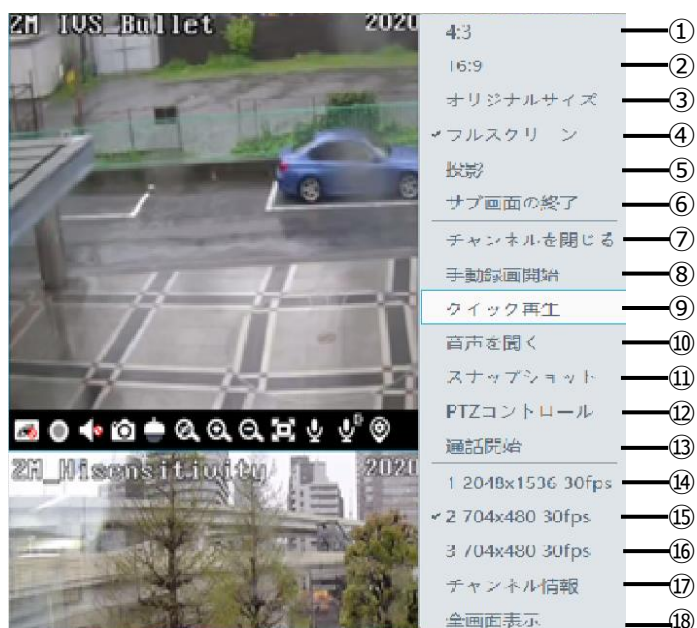 ZM IVS_Bullet 2020
4:3 ①
16:9 ②
オリジナルサイズ ③
✔フルスクリーン ④
投影 ⑤
サブ画面の終了 ⑥
チャンネルを閉じる ⑦
手動録画開始 ⑧
クイック再生 ⑨
音声を聞く ⑩
スナップショット ⑪
PTZコントロール ⑫
通話開始 ⑬
ZM_Hisensitiwity 2020
1 2048x1536 30fps ⑭
✔2 704x480 30fps ⑮
3 704x480 30fps ⑯
チャンネル情報 ⑰
全画面表示 ⑱